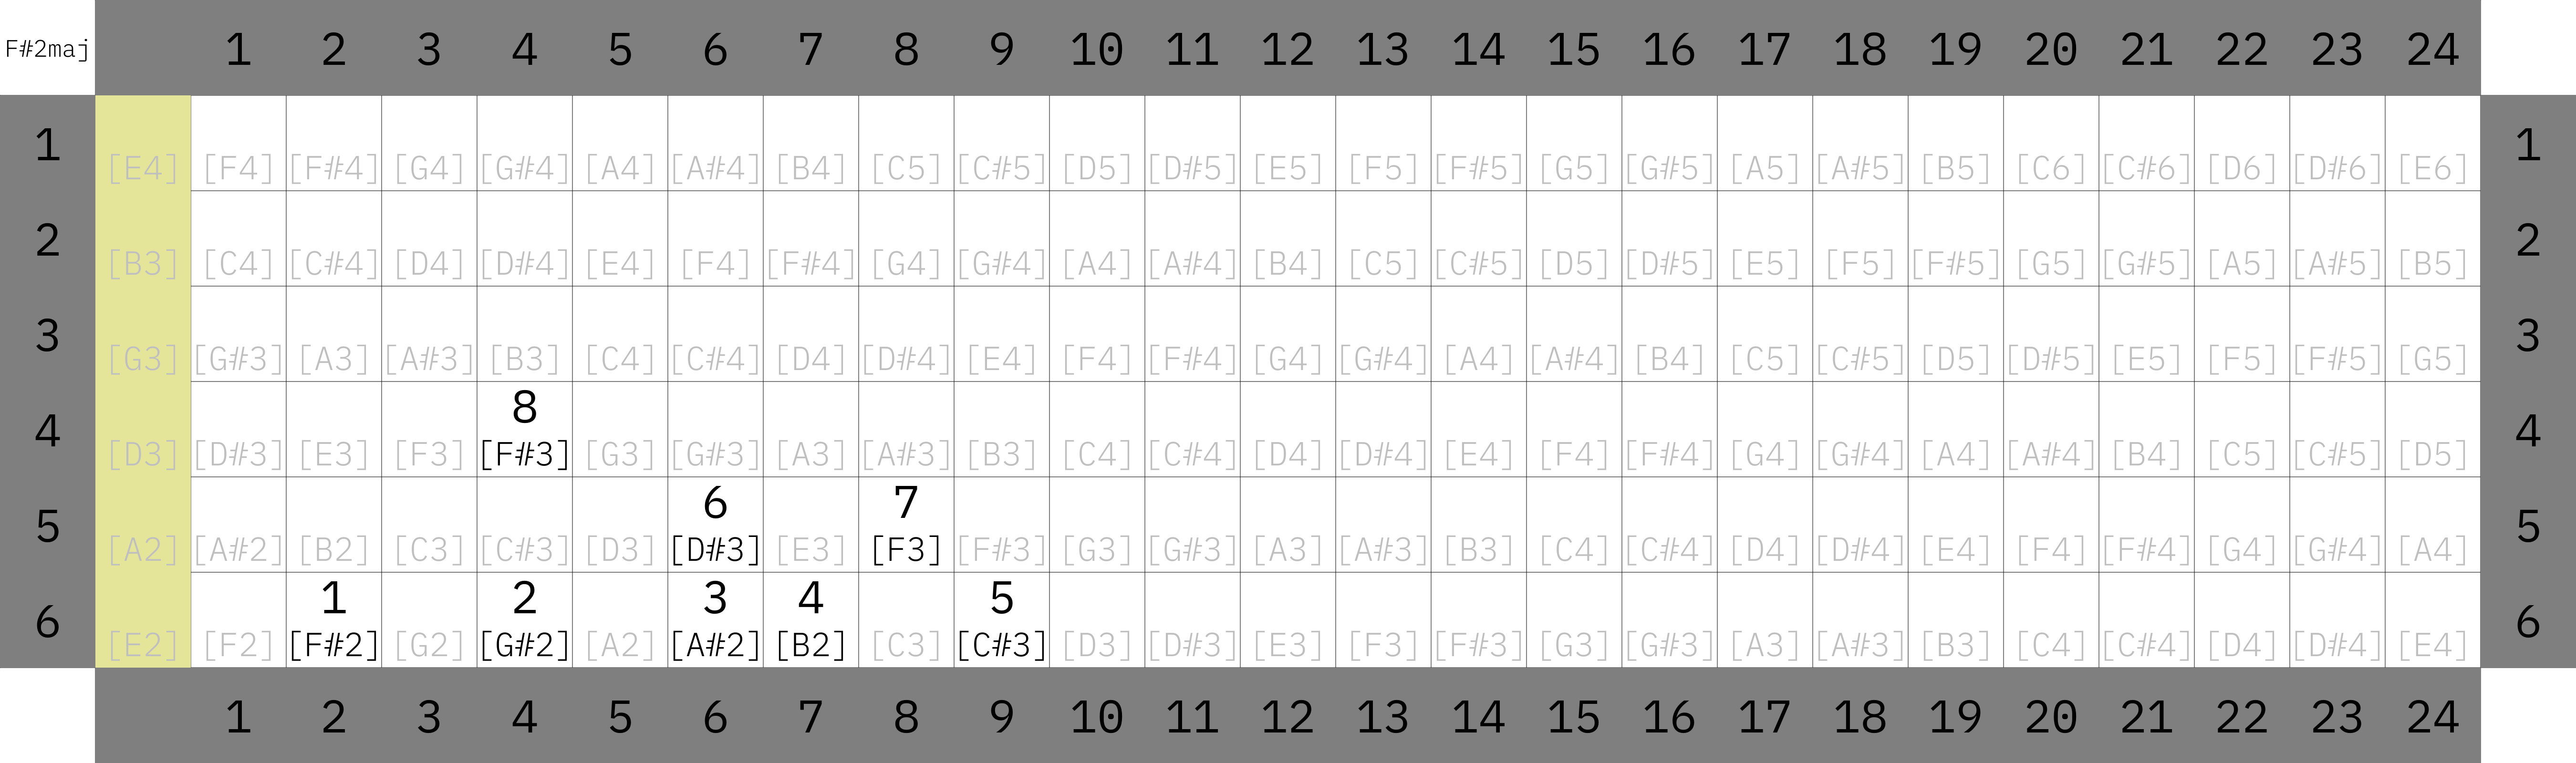 F#2maj 1 2 3 4 5 6 7 8 9 10 11 12 13 14 15 16 17 18 19 20 21 22 23 24
1 [E4] [F4] [F#4] [G4] [G#4] [A4] [A#4] [B4] [C5] [C#5] [D5] [D#5] [E5] [F5] [F#5] [G5] [G#5] [A5] [A#5] [B5] [C6] [C#6] [D6] [D#6] [E6] 1
2 [B3] [C4] [C#4] [D4] [D#4] [E4] [F4] [F#4] [G4] [G#4] [A4] [A#4] [B4] [C5] [C#5] [D5] [D#5] [E5] [F5] [F#5] [G5] [G#5] [A5] [A#5] [B5] 2
3 [G3] [G#3] [A3] [A#3] [B3] [C4] [C#4] [D4] [D#4] [E4] [F4] [F#4] [G4] [G#4] [A4] [A#4] [B4] [C5] [C#5] [D5] [D#5] [E5] [F5] [F#5] [G5] 3
8
4 [D3] [D#3] [E3] [F3] [F#3] [G3] [G#3] [A3] [A#3] [B3] [C4] [C#4] [D4] [D#4] [E4] [F4] [F#4] [G4] [G#4] [A4] [A#4] [B4] [C5] [C#5] [D5] 4
6 7
5 [A2] [A#2] [B2] [C3] [C#3] [D3] [D#3] [E3] [F3] [F#3] [G3] [G#3] [A3] [A#3] [B3] [C4] [C#4] [D4] [D#4] [E4] [F4] [F#4] [G4] [G#4] [A4] 5
1 2 3 4 5
6 [E2] [F2] [F#2] [G2] [G#2] [A2] [A#2] [B2] [C3] [C#3] [D3] [D#3] [E3] [F3] [F#3] [G3] [G#3] [A3] [A#3] [B3] [C4] [C#4] [D4] [D#4] [E4] 6
1 2 3 4 5 6 7 8 9 10 11 12 13 14 15 16 17 18 19 20 21 22 23 24